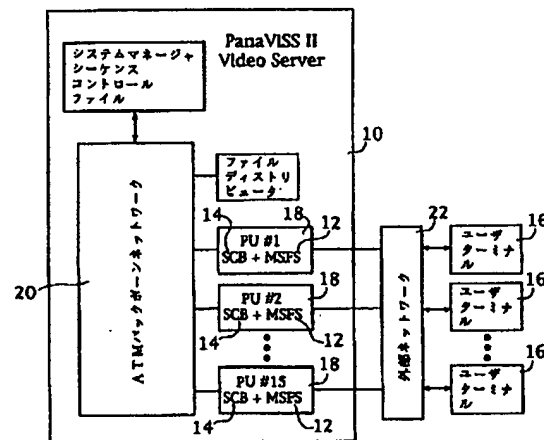 PanaViSS II
Video Server
システムマネージャ
シーケンス
コントロール
ファイル
10
ファイル
ディストリ
ビュータ
20
ATMバックボーンネットワーク
14
18
12
PU #1
SCB + MSFS
18
PU #2
SCB + MSFS
14
12
18
PU #15
SCB + MSFS
14
12
22
外部ネットワーク
16
ユーザ
ターミナ
ル
16
ユーザ
ターミナ
ル
16
ユーザ
ターミナ
ル